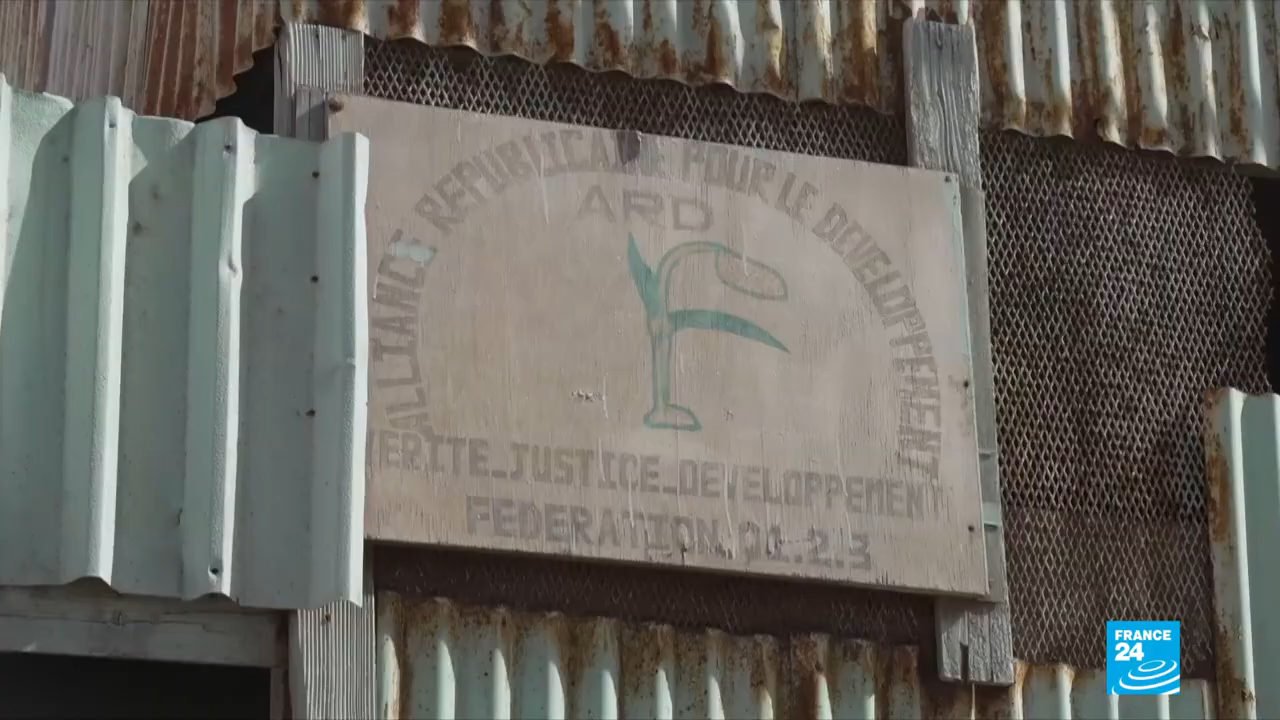 ALLIANCE REPUBLICAINE POUR LE DEVELOPPEMENT
ARD
VERITE_JUSTICE_DEVELOPPEMENT
FEDERATION
FRANCE
24